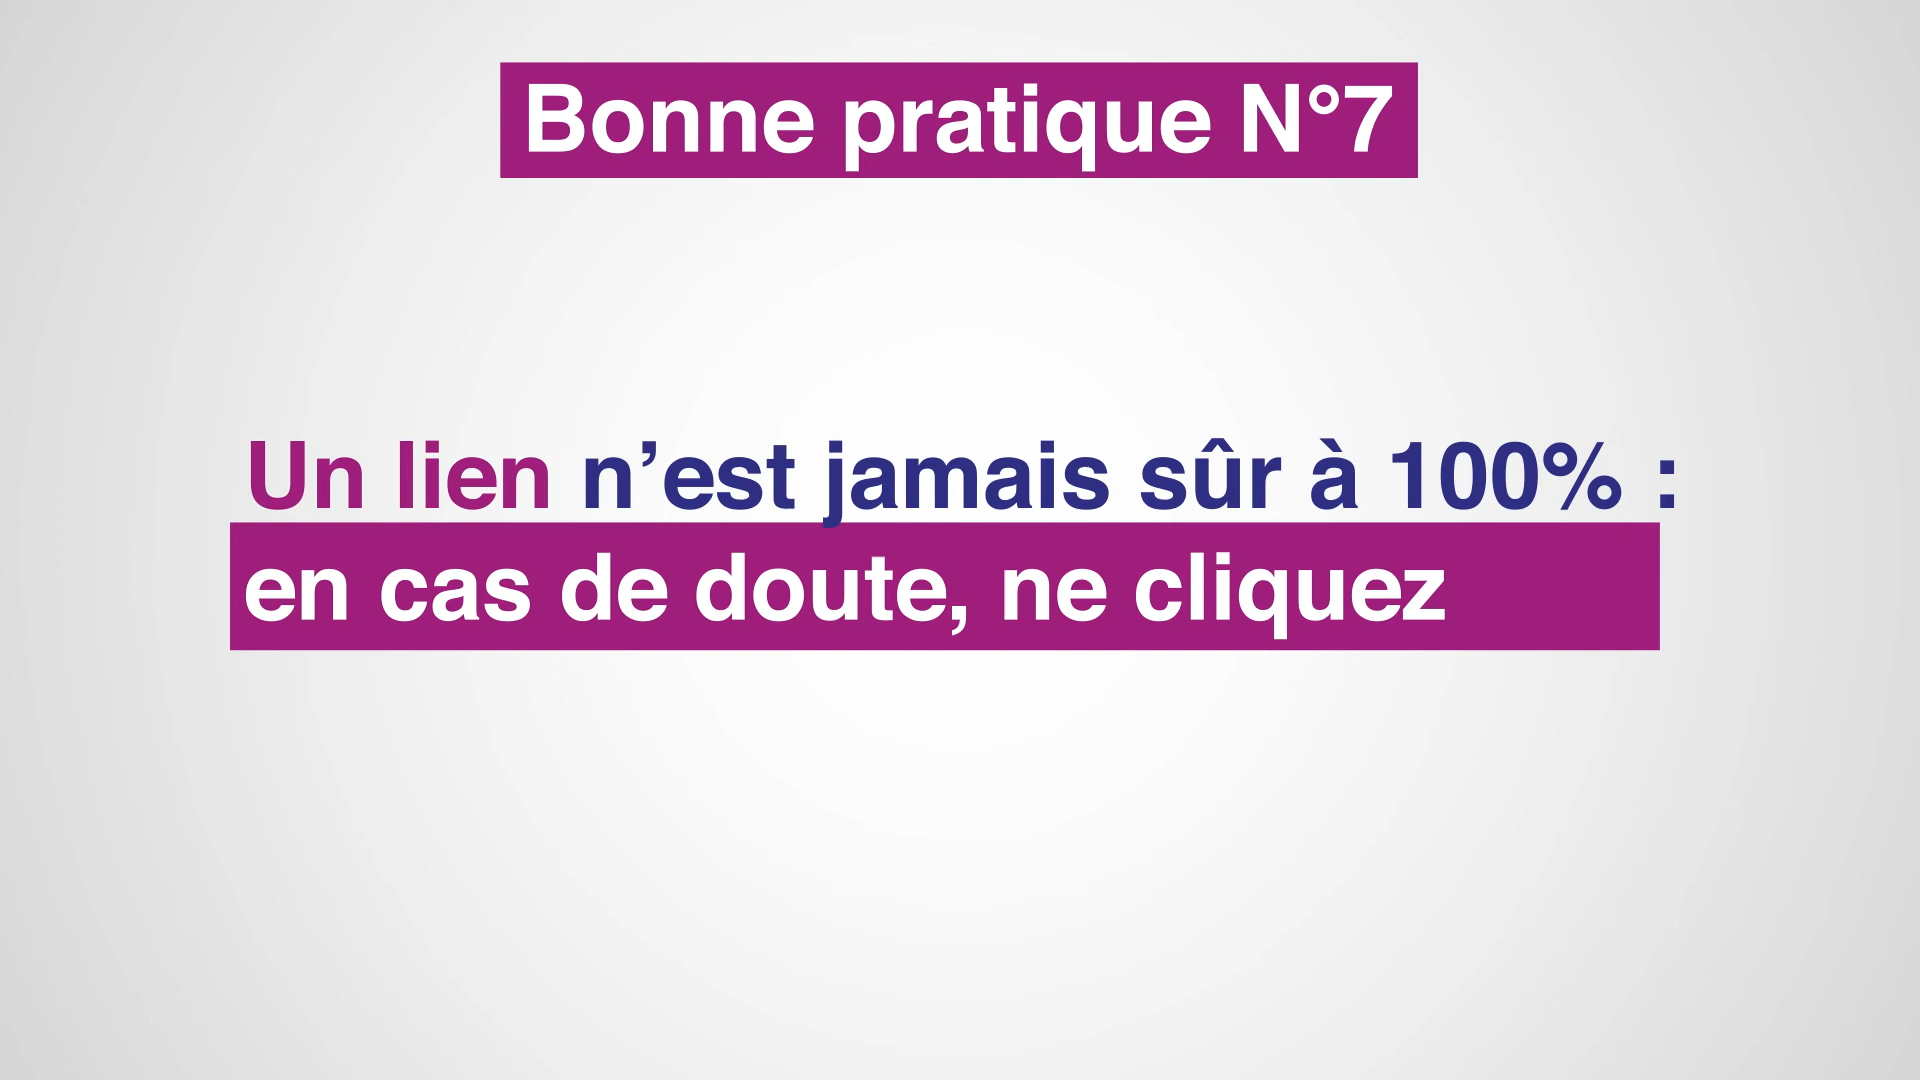 Bonne pratique N°7
Un lien n’est jamais sûr à 100% :
en cas de doute, ne cliquez